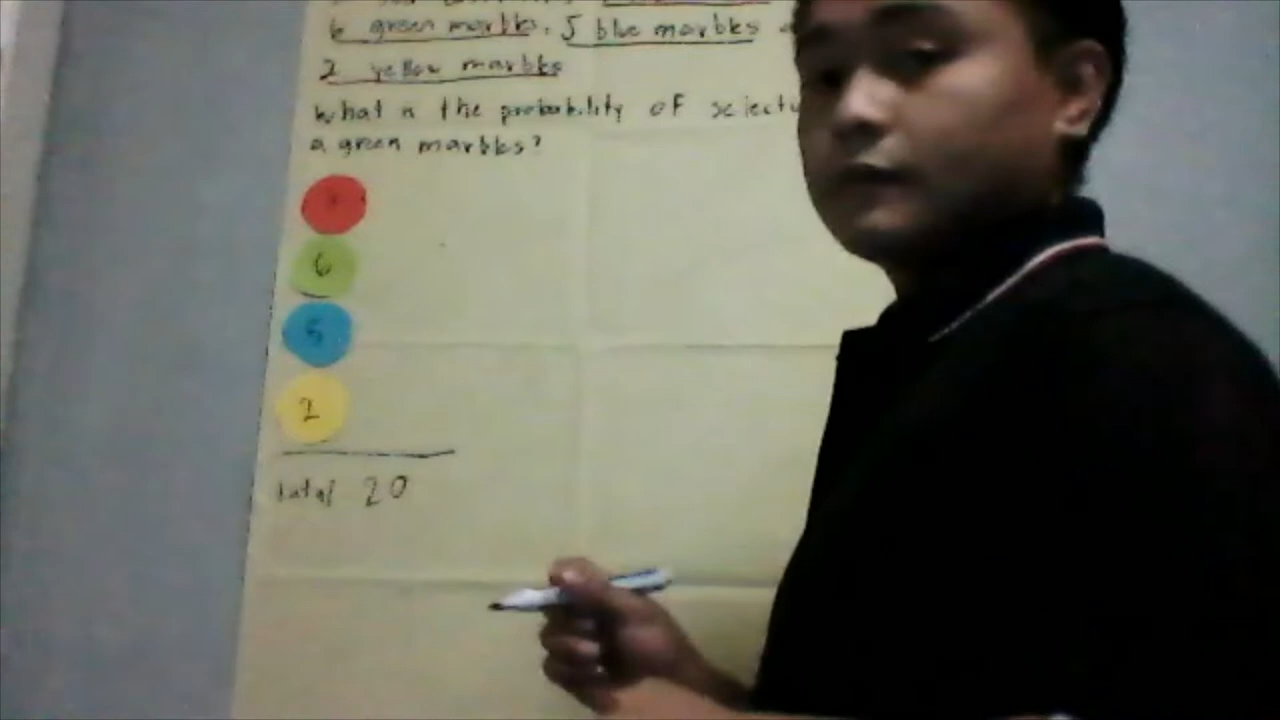 6 green marbles, 5 blue marbles
2 yellow marbles
What is the probability of selecti
a green marbles?
6
5
2
total 20